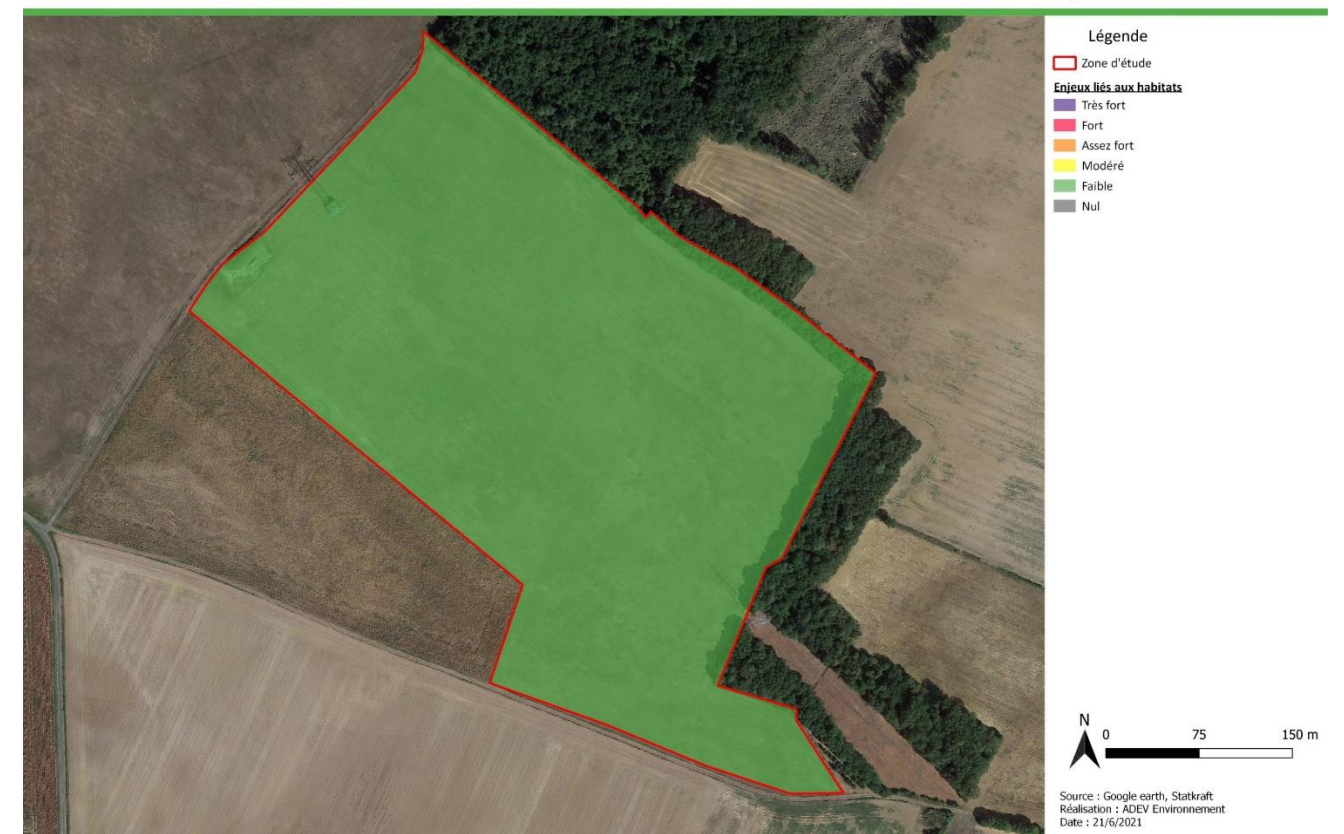 Légende
Zone d'étude
Enjeux liés aux habitats
Très fort
Fort
Assez fort
Modéré
Faible
Nul
N
0 75 150 m
Source : Google earth, Statkraft
Réalisation : ADEV Environnement
Date : 21/6/2021